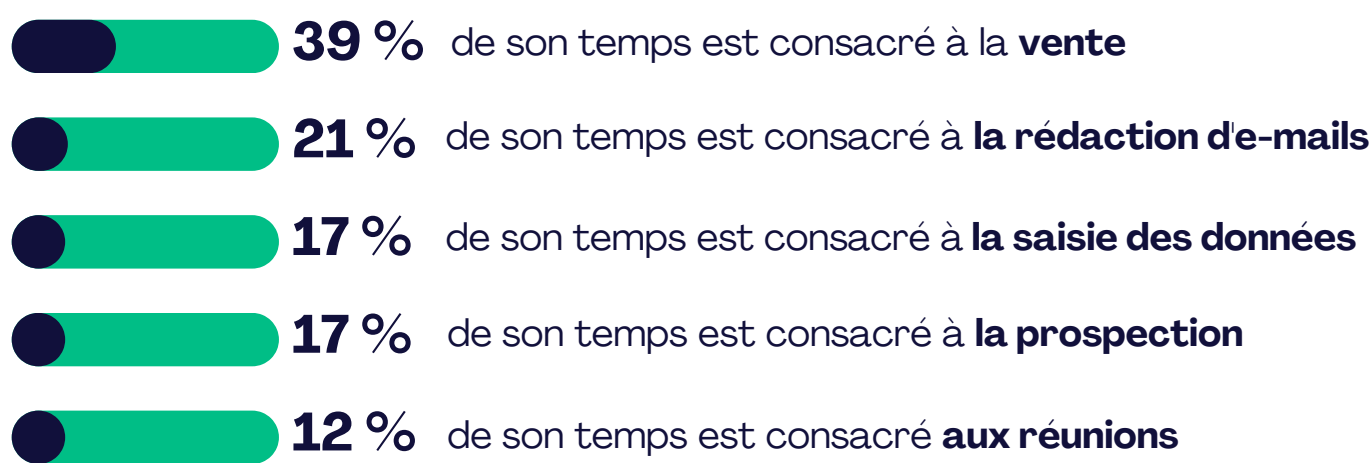 39 % de son temps est consacré à la vente
21 % de son temps est consacré à la rédaction d'e-mails
17 % de son temps est consacré à la saisie des données
17 % de son temps est consacré à la prospection
12 % de son temps est consacré aux réunions